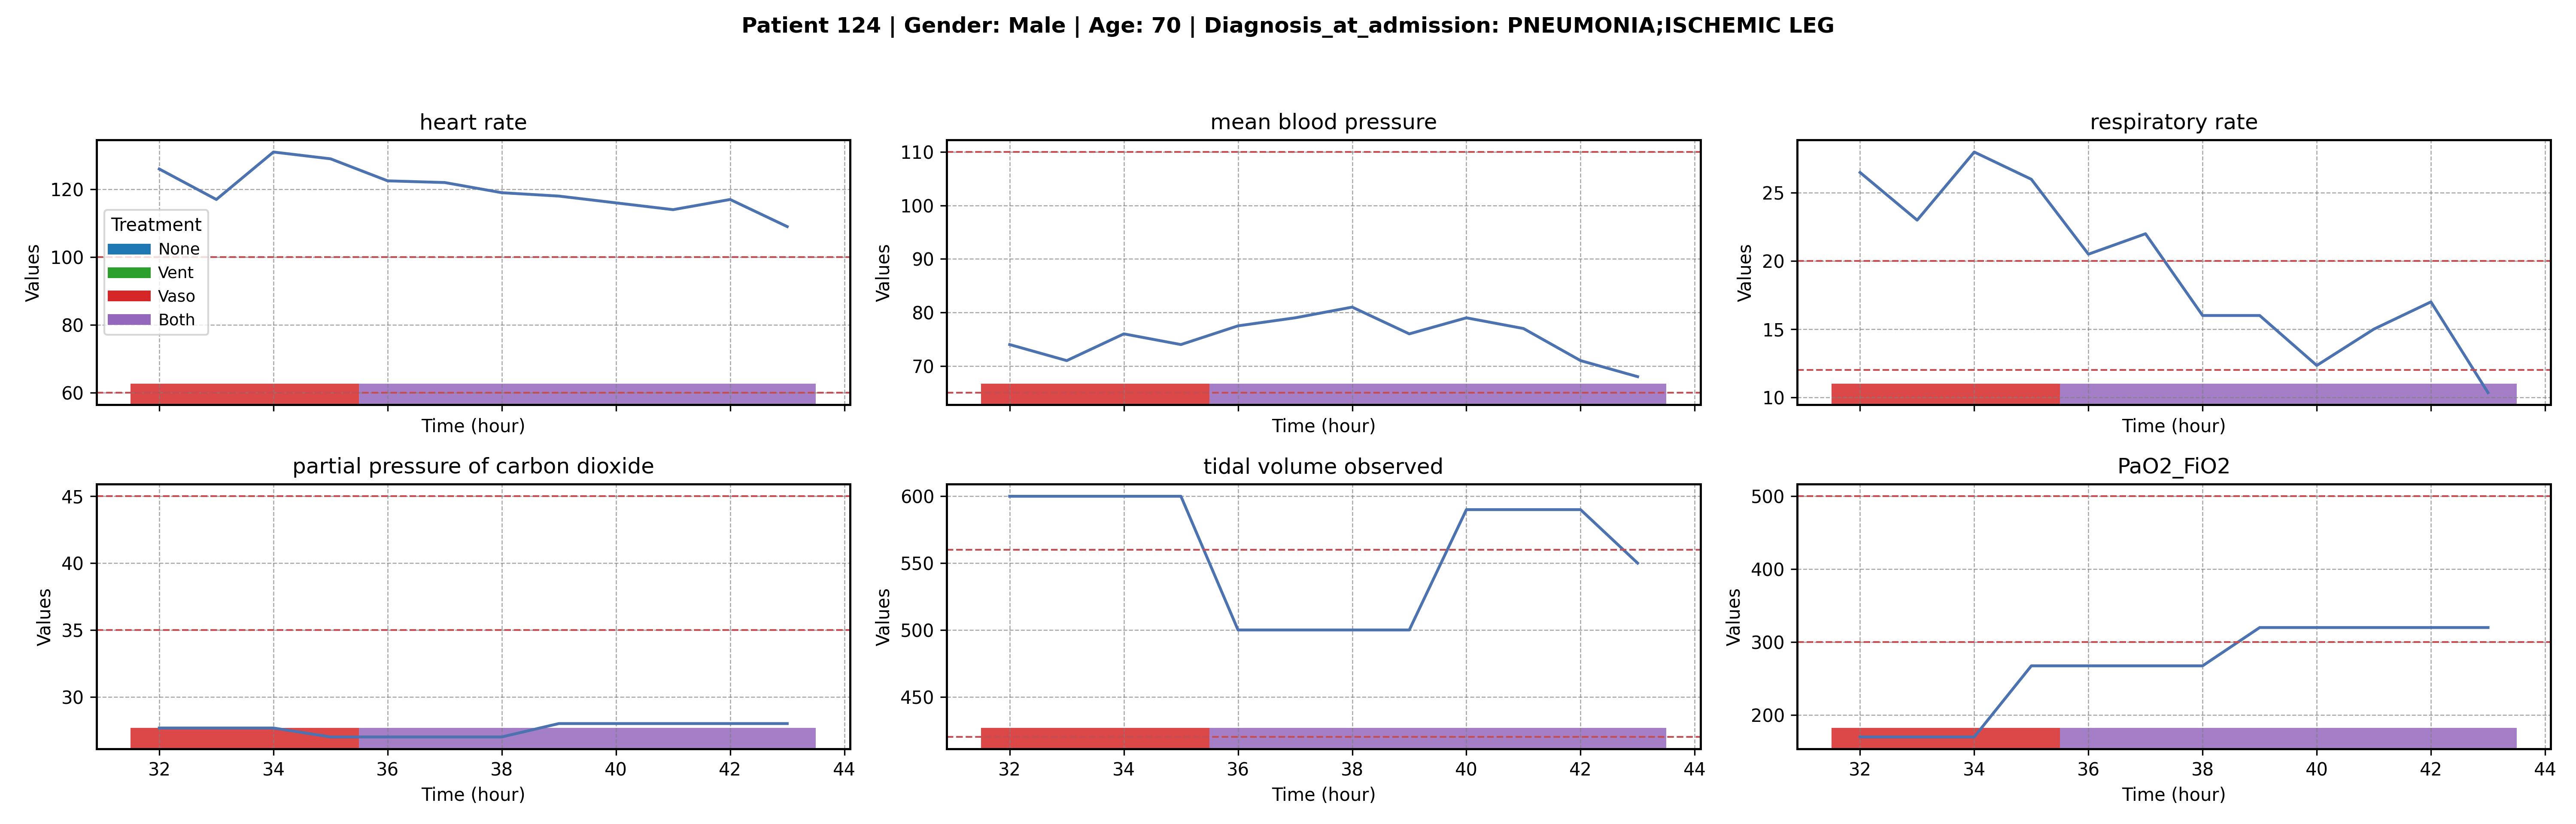 Patient 124 | Gender: Male | Age: 70 | Diagnosis_at_admission: PNEUMONIA;ISCHEMIC LEG
heart rate
Values
120
100
80
60
Treatment
None
Vent
Vaso
Both
Time (hour)
mean blood pressure
Values
110
100
90
80
70
Time (hour)
respiratory rate
Values
25
20
15
10
Time (hour)
partial pressure of carbon dioxide
Values
45
40
35
30
32 34 36 38 40 42 44
Time (hour)
tidal volume observed
Values
600
550
500
450
32 34 36 38 40 42 44
Time (hour)
PaO2_FiO2
Values
500
400
300
200
32 34 36 38 40 42 44
Time (hour)